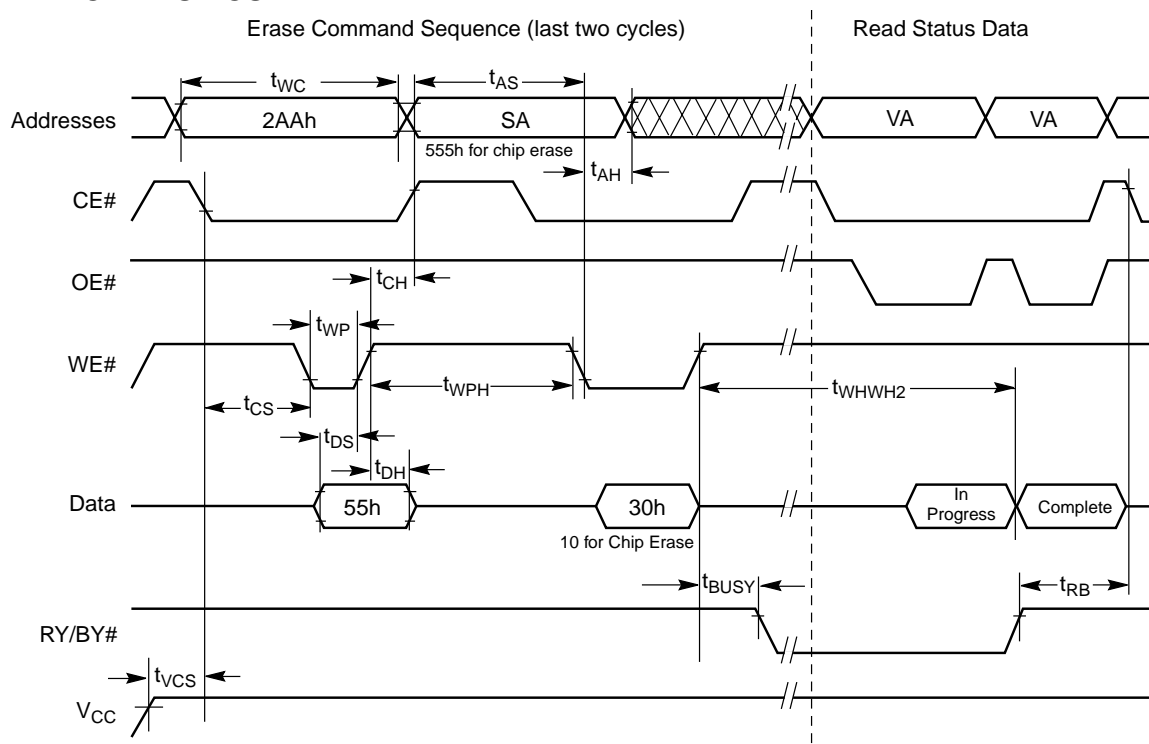 Erase Command Sequence (last two cycles)
Read Status Data
tWC
tAS
Addresses
2AAh
SA
VA
VA
555h for chip erase
tAH
CE#
OE#
tCH
tWP
WE#
tWPH
tWHWH2
tCS
tDS
tDH
Data
55h
30h
In
Progress
Complete
10 for Chip Erase
tBUSY
tRB
RY/BY#
tVCS
VCC